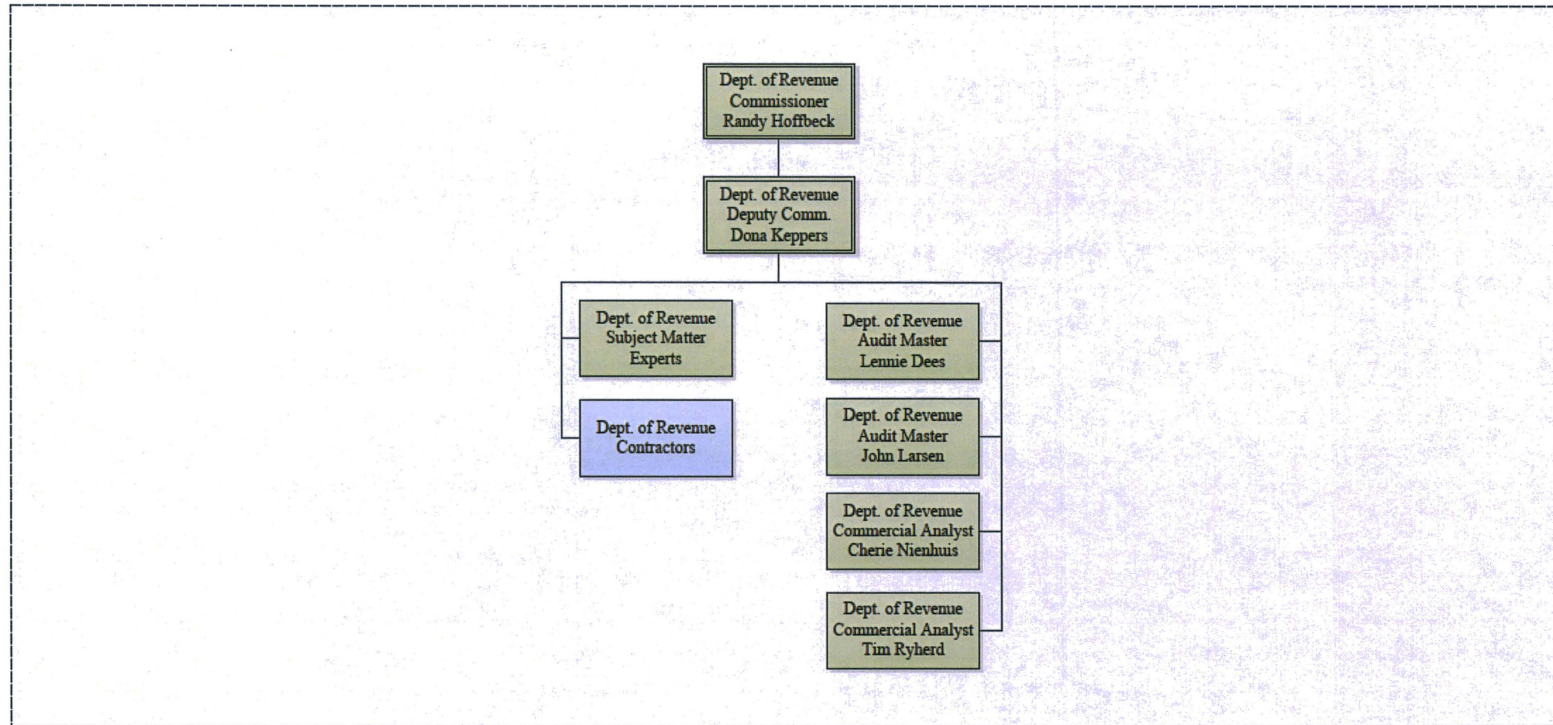 Dept. of Revenue
Commissioner
Randy Hoffbeck
Dept. of Revenue
Deputy Comm.
Dona Keppers
Dept. of Revenue
Subject Matter
Experts
Dept. of Revenue
Contractors
Dept. of Revenue
Audit Master
Lennie Dees
Dept. of Revenue
Audit Master
John Larsen
Dept. of Revenue
Commercial Analyst
Cherie Nienhuis
Dept. of Revenue
Commercial Analyst
Tim Ryherd